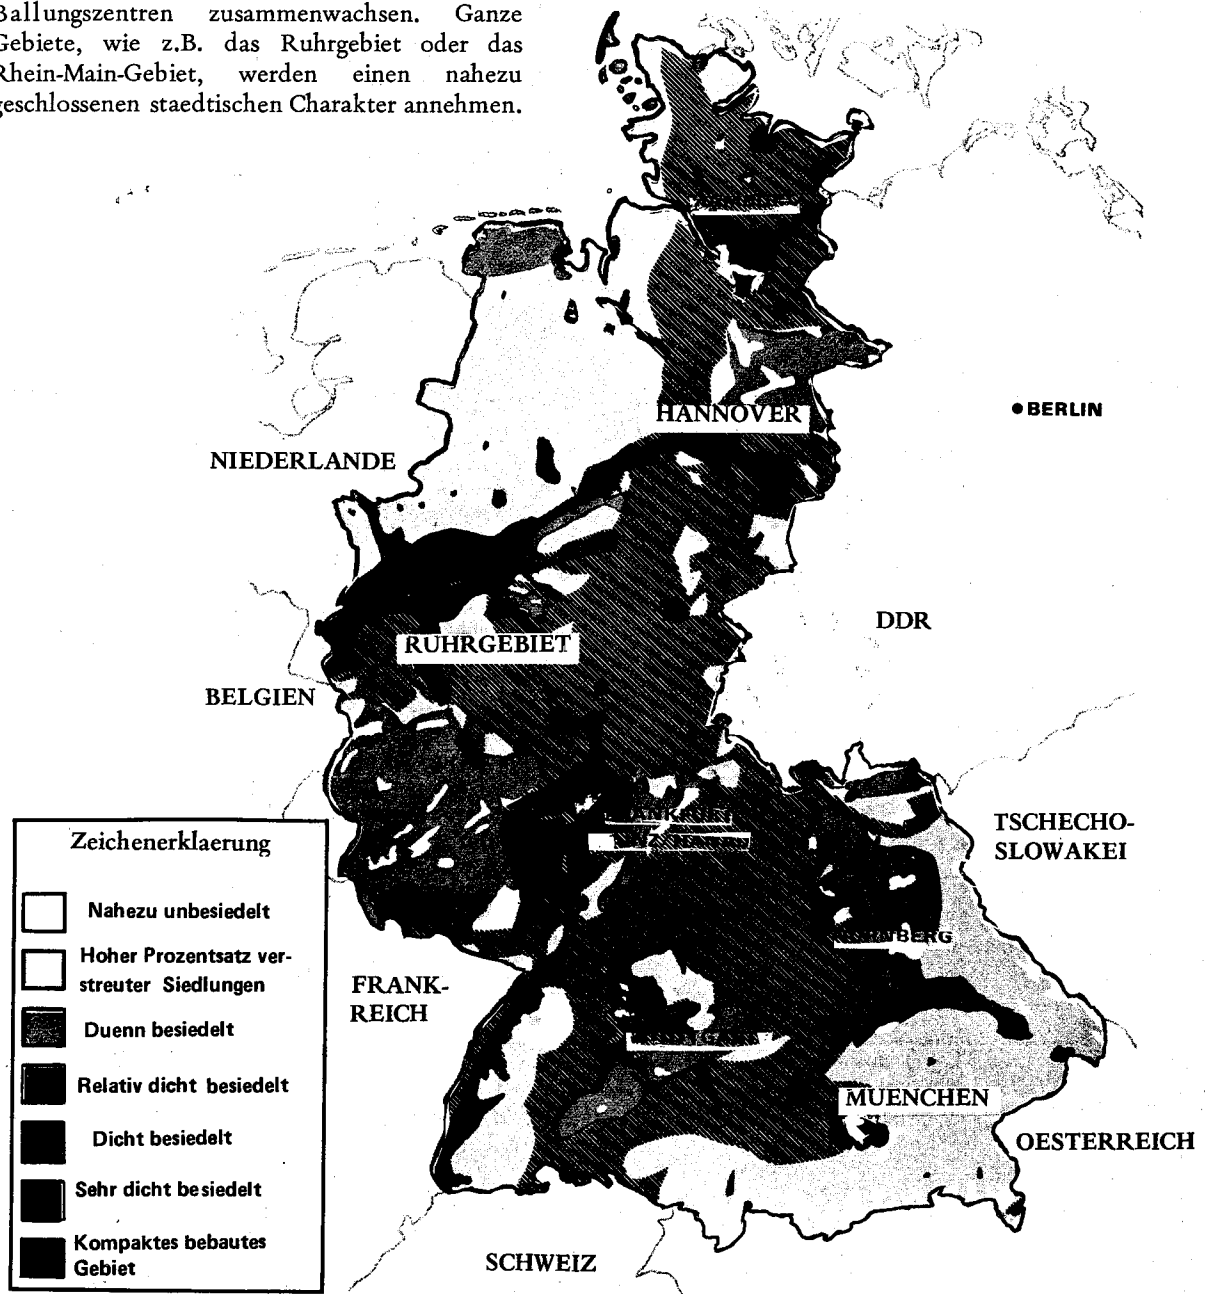 Ballungszentren zusammenwachsen. Ganze
Gebiete, wie z.B. das Ruhrgebiet oder das
Rhein-Main-Gebiet, werden einen nahezu
geschlossenen staedtischen Charakter annehmen.
HANNOVER
BERLIN
NIEDERLANDE
DDR
RUHRGEBIET
BELGIEN
TSCHECHO-
SLOWAKEI
FRANK-
REICH
MUENCHEN
OESTERREICH
SCHWEIZ
Zeichenerklaerung
Nahezu unbesiedelt
Hoher Prozentsatz ver-
streuter Siedlungen
Duenn besiedelt
Relativ dicht besiedelt
Dicht besiedelt
Sehr dicht besiedelt
Kompaktes bebautes
Gebiet